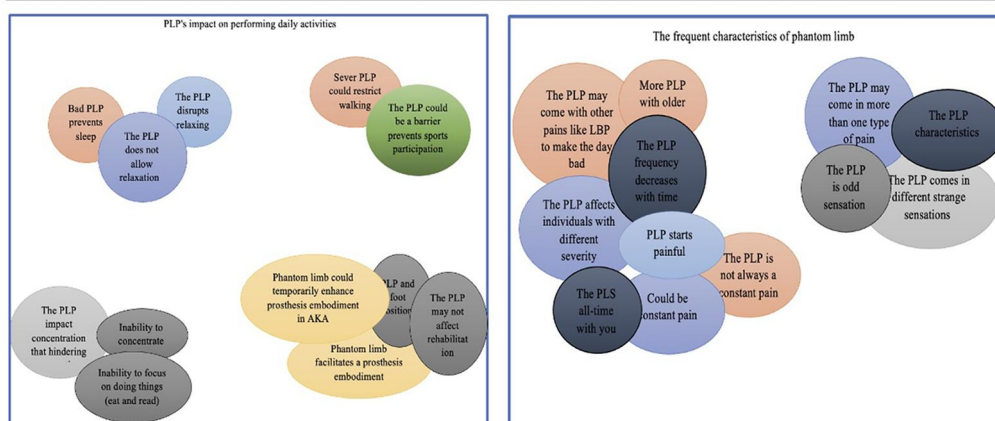 PLP's impact on performing daily activities
Bad PLP
prevents
sleep
The PLP
disrupts
relaxing
The PLP
does not
allow
relaxation
Sever PLP
could restrict
walking
The PLP could
be a barrier
prevents sports
participation
The PLP
impact
concentration
that hindering
.
Inability to
concentrate
Inability to focus
on doing things
(eat and read)
Phantom limb could
temporarily enhance
prosthesis embodiment
in AKA
PLP and
foot
The PLP
may not
affect
rehabilitat
ion
Phantom limb
facilitates a prosthesis
embodiment
The frequent characteristics of phantom limb
The PLP may
come with other
pains like LBP
to make the day
bad
More PLP
with older
The PLP
frequency
decreases
with time
The PLP affects
individuals with
different
severity
PLP starts
painful
The PLP is
not always a
constant pain
The PLS
all-time
with you
Could be
constant pain
The PLP may
come in more
than one type
of pain
The PLP
characteristics
The PLP
is odd
sensation
The PLP comes in
different strange
sensations